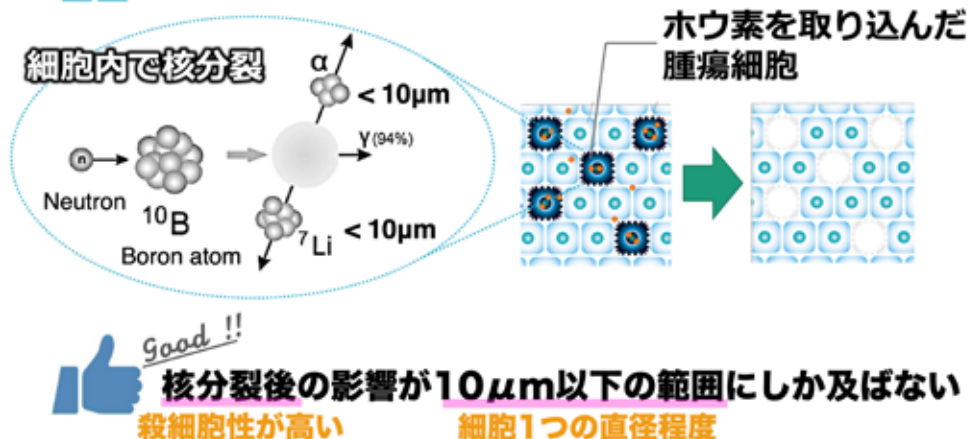 ホウ素を取り込んだ
腫瘍細胞
細胞内で核分裂
α
< 10μm
γ(94%)
n
Neutron
10B
Boron atom
7Li
< 10μm
Good !!
核分裂後の影響が10μm以下の範囲にしか及ばない
殺細胞性が高い 細胞1つの直径程度